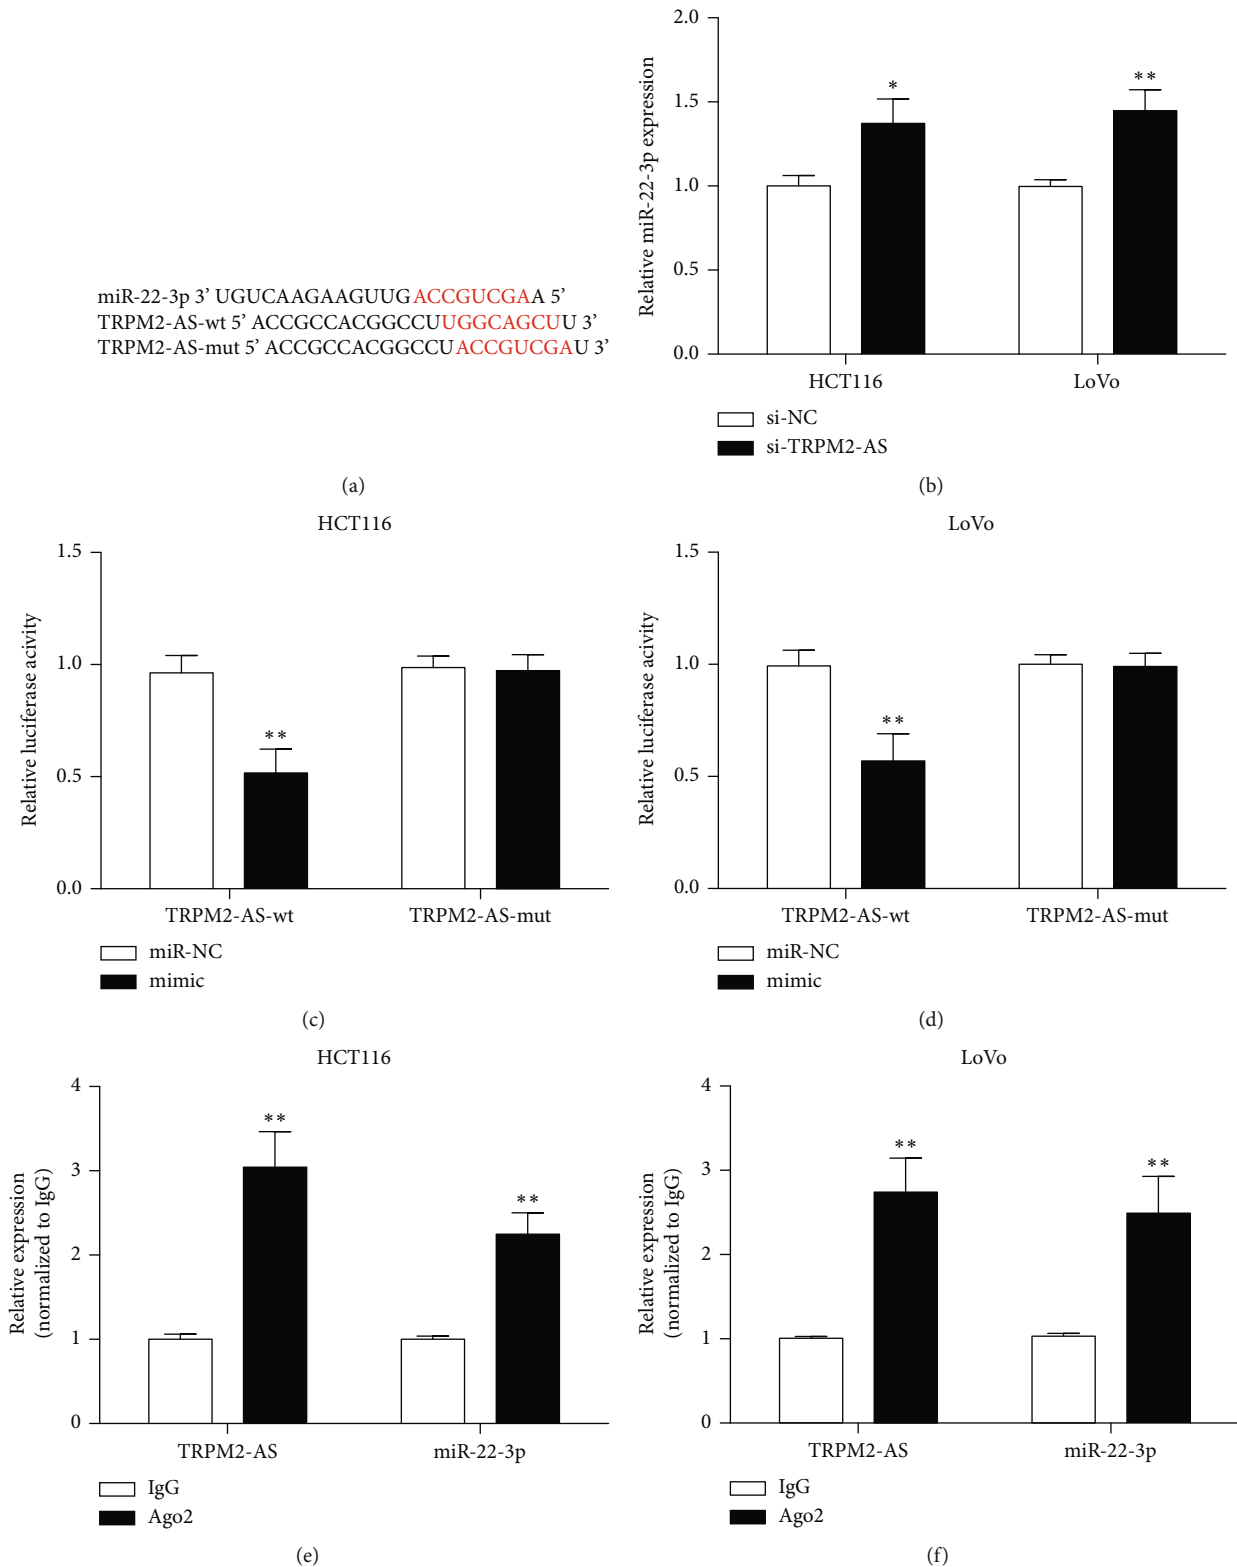 miR-22-3p 3’ UGUCAAGAAGUUGACCGUCGAA 5’
TRPM2-AS-wt 5’ ACCGCCACGGCCUUGGCAGCUU 3’
TRPM2-AS-mut 5’ ACCGCCACGGCCUACCGUCGAU 3’
(a)
Relative miR-22-3p expression
2.0
1.5
1.0
0.5
0.0
*
**
HCT116
LoVo
si-NC
si-TRPM2-AS
(b)
HCT116
Relative luciferase acivity
1.5
1.0
0.5
0.0
**
TRPM2-AS-wt
TRPM2-AS-mut
miR-NC
mimic
(c)
LoVo
Relative luciferase acivity
1.5
1.0
0.5
0.0
**
TRPM2-AS-wt
TRPM2-AS-mut
miR-NC
mimic
(d)
HCT116
Relative expression
(normalized to IgG)
4
3
2
1
0
**
**
TRPM2-AS
miR-22-3p
IgG
Ago2
(e)
LoVo
Relative expression
(normalized to IgG)
4
3
2
1
0
**
**
TRPM2-AS
miR-22-3p
IgG
Ago2
(f)